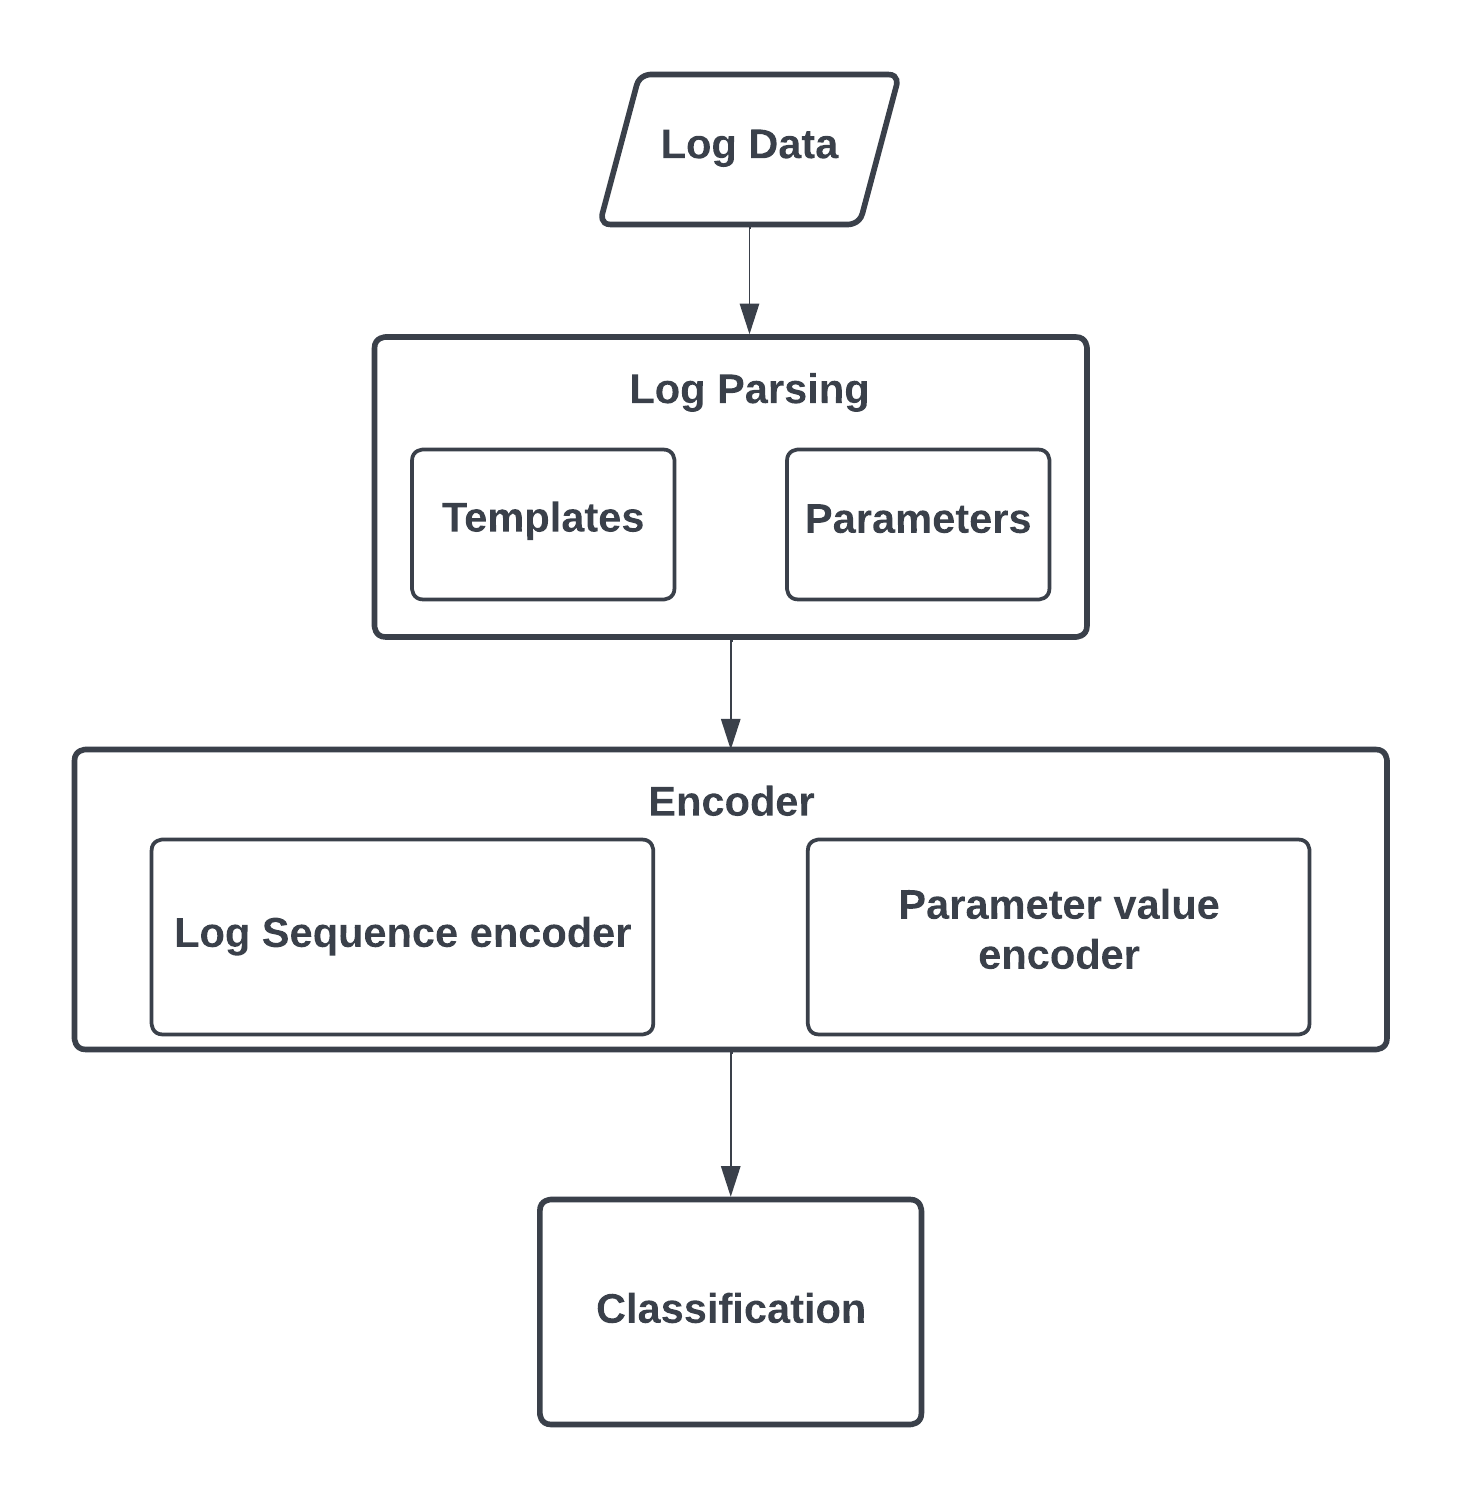 Log Data
Log Parsing
Templates
Parameters
Encoder
Log Sequence encoder
Parameter value
encoder
Classification